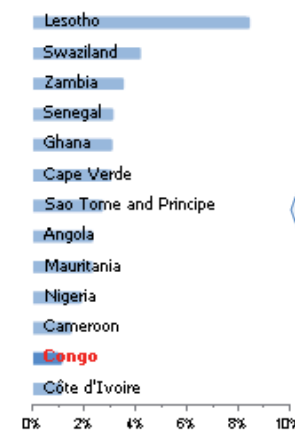 Lesotho
Swaziland
Zambia
Senegal
Ghana
Cape Verde
Sao Tome and Principe
Angola
Mauritania
Nigeria
Cameroon
Congo
Côte d'Ivoire
0% 2% 4% 6% 8% 10%